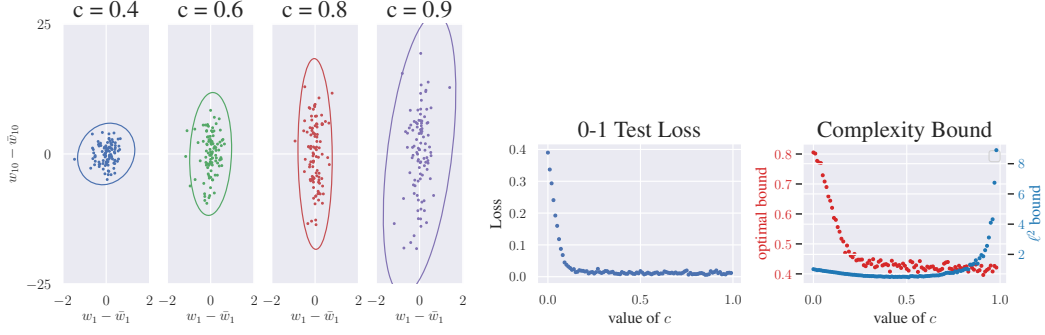 c = 0.4 c = 0.6 c = 0.8 c = 0.9
25
0
−25
w₁₀ − w̄₁₀
−2 0 2 −2 0 2 −2 0 2 −2 0 2
w₁ − w̄₁ w₁ − w̄₁ w₁ − w̄₁ w₁ − w̄₁
0-1 Test Loss
0.4
0.3
0.2
0.1
0.0
Loss
0.0 0.5 1.0
value of c
Complexity Bound
0.8
0.7
0.6
0.5
0.4
optimal bound
8
6
4
2
ℓ² bound
0.0 0.5 1.0
value of c